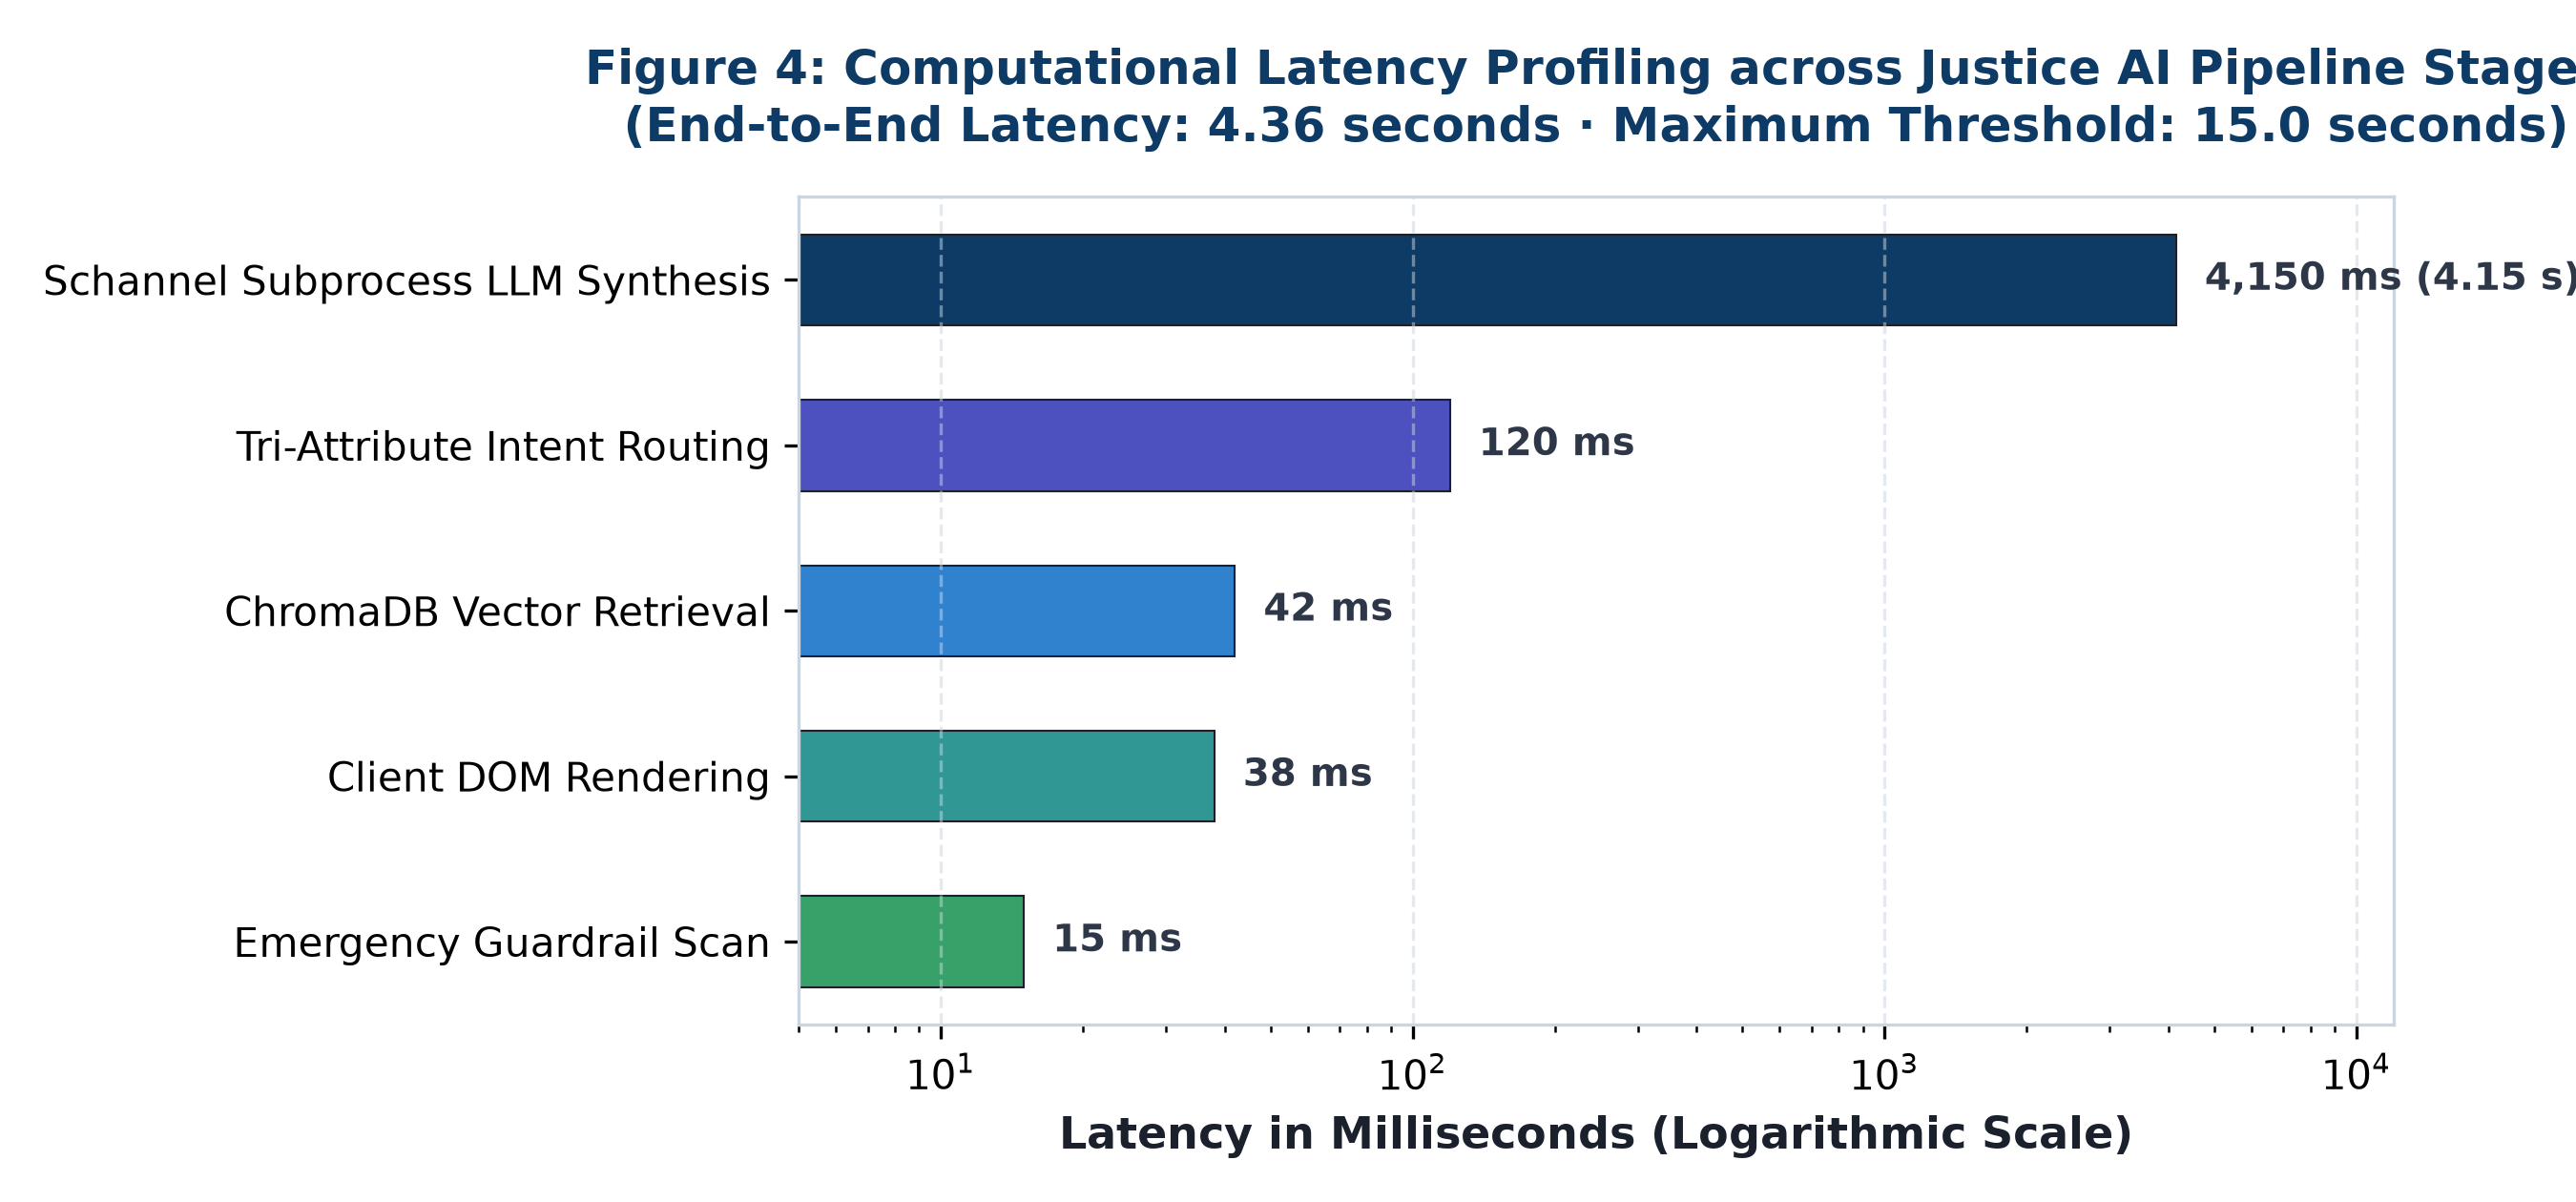 Figure 4: Computational Latency Profiling across Justice AI Pipeline Stage
(End-to-End Latency: 4.36 seconds · Maximum Threshold: 15.0 seconds)
Schannel Subprocess LLM Synthesis
4,150 ms (4.15 s)
Tri-Attribute Intent Routing
120 ms
ChromaDB Vector Retrieval
42 ms
Client DOM Rendering
38 ms
Emergency Guardrail Scan
15 ms
10¹ 10² 10³ 10⁴
Latency in Milliseconds (Logarithmic Scale)